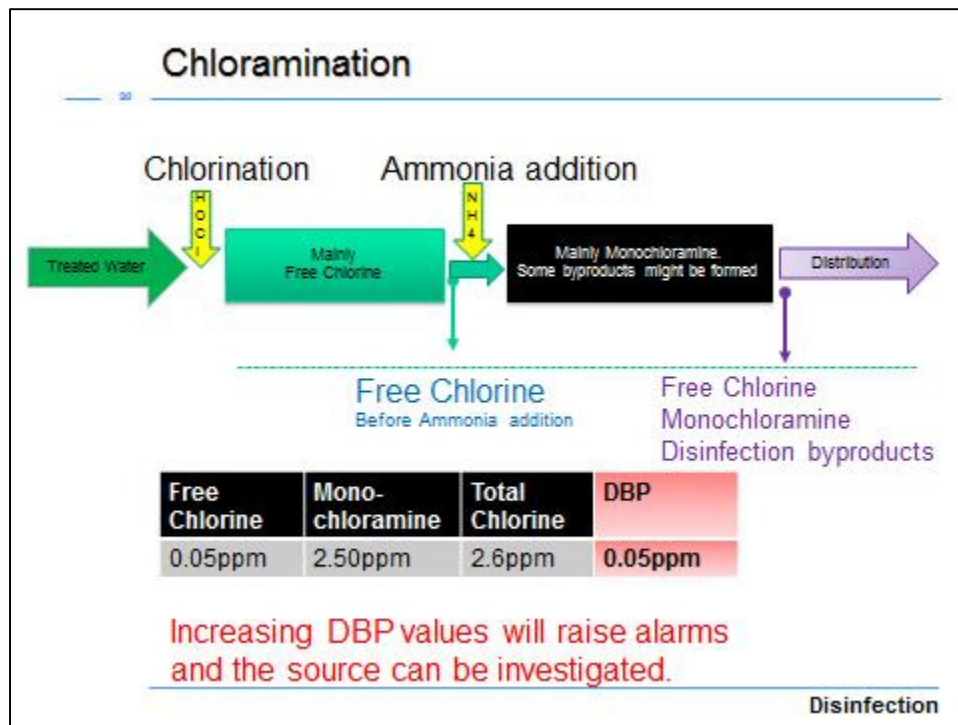 Chloramination
30
Chlorination
Ammonia addition
HOCl
NH4
Treated Water
Mainly
Free Chlorine
Mainly Monochloramine.
Some byproducts might be formed
Distribution
Free Chlorine
Before Ammonia addition
Free Chlorine
Monochloramine
Disinfection byproducts
Free Chlorine Mono-chloramine Total Chlorine DBP
0.05ppm 2.50ppm 2.6ppm 0.05ppm
Increasing DBP values will raise alarms
and the source can be investigated.
Disinfection